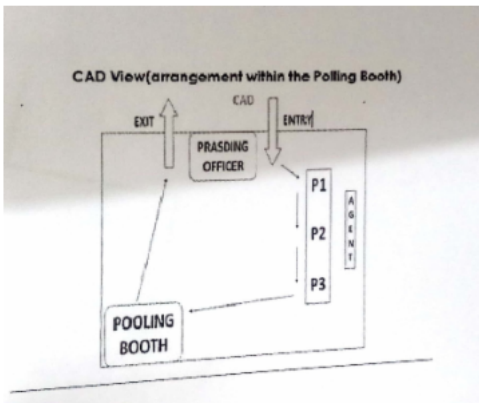 CAD View(arrangement within the Polling Booth)
CAD
EXIT
ENTRY
PRASDING
OFFICER
P1
P2
P3
AGENT
POOLING
BOOTH